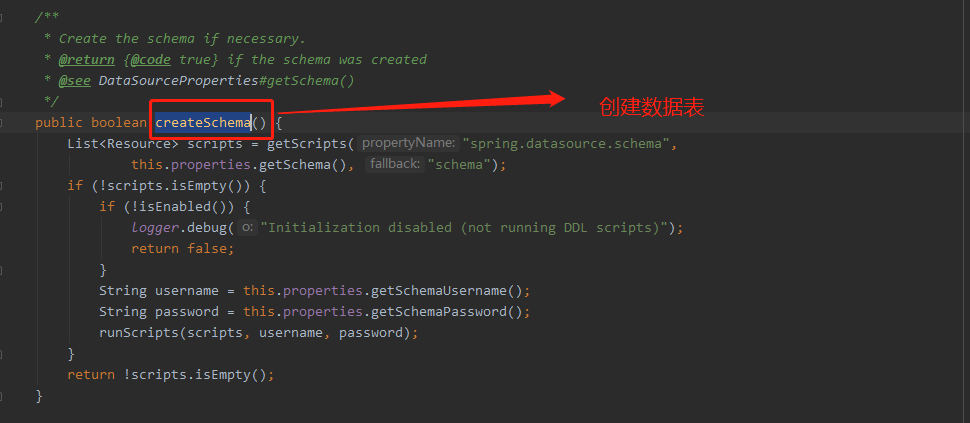 /**
* Create the schema if necessary.
* @return {@code true} if the schema was created
* @see DataSourceProperties#getSchema()
*/
public boolean createSchema() {
创建数据表
List<Resource> scripts = getScripts( propertyName: "spring.datasource.schema",
this.properties.getSchema(), fallback: "schema");
if (!scripts.isEmpty()) {
if (!isEnabled()) {
logger.debug( o: "Initialization disabled (not running DDL scripts)");
return false;
}
String username = this.properties.getSchemaUsername();
String password = this.properties.getSchemaPassword();
runScripts(scripts, username, password);
}
return !scripts.isEmpty();
}